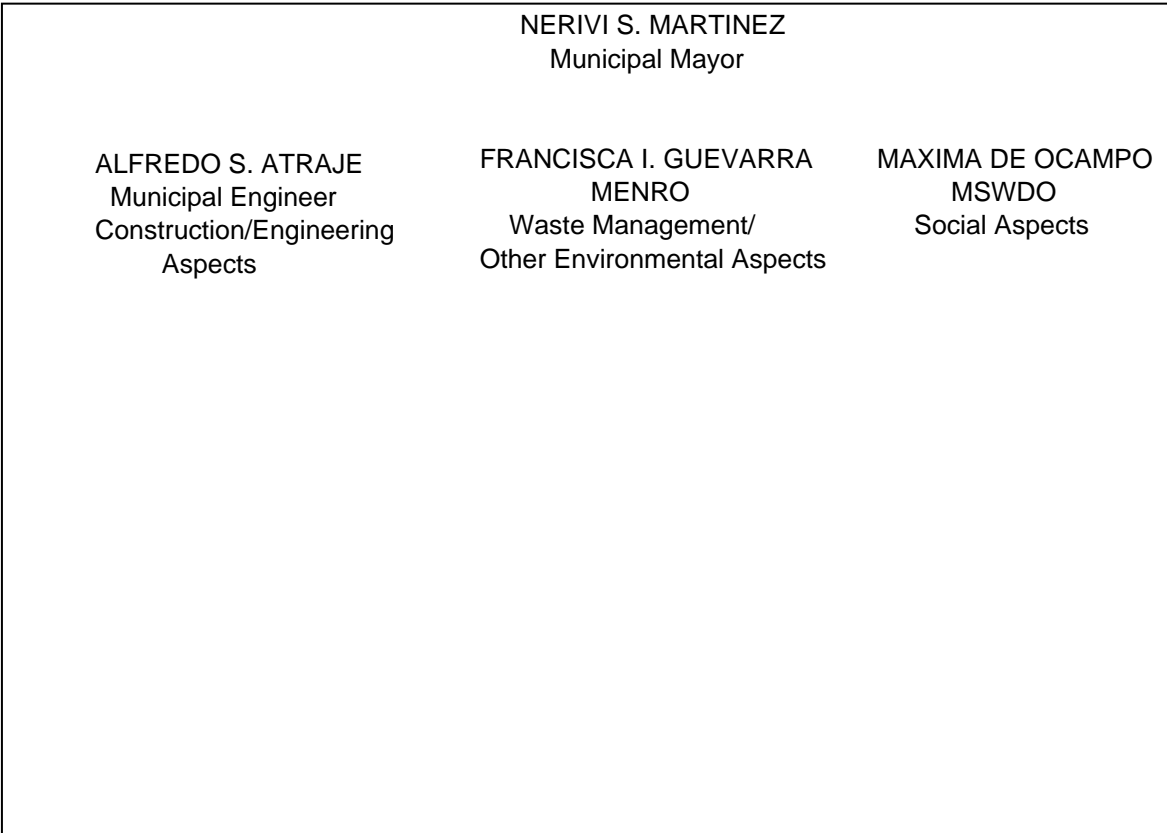 NERIVI S. MARTINEZ
Municipal Mayor
ALFREDO S. ATRAJE
Municipal Engineer
Construction/Engineering
Aspects
FRANCISCA I. GUEVARRA
MENRO
Waste Management/
Other Environmental Aspects
MAXIMA DE OCAMPO
MSWDO
Social Aspects